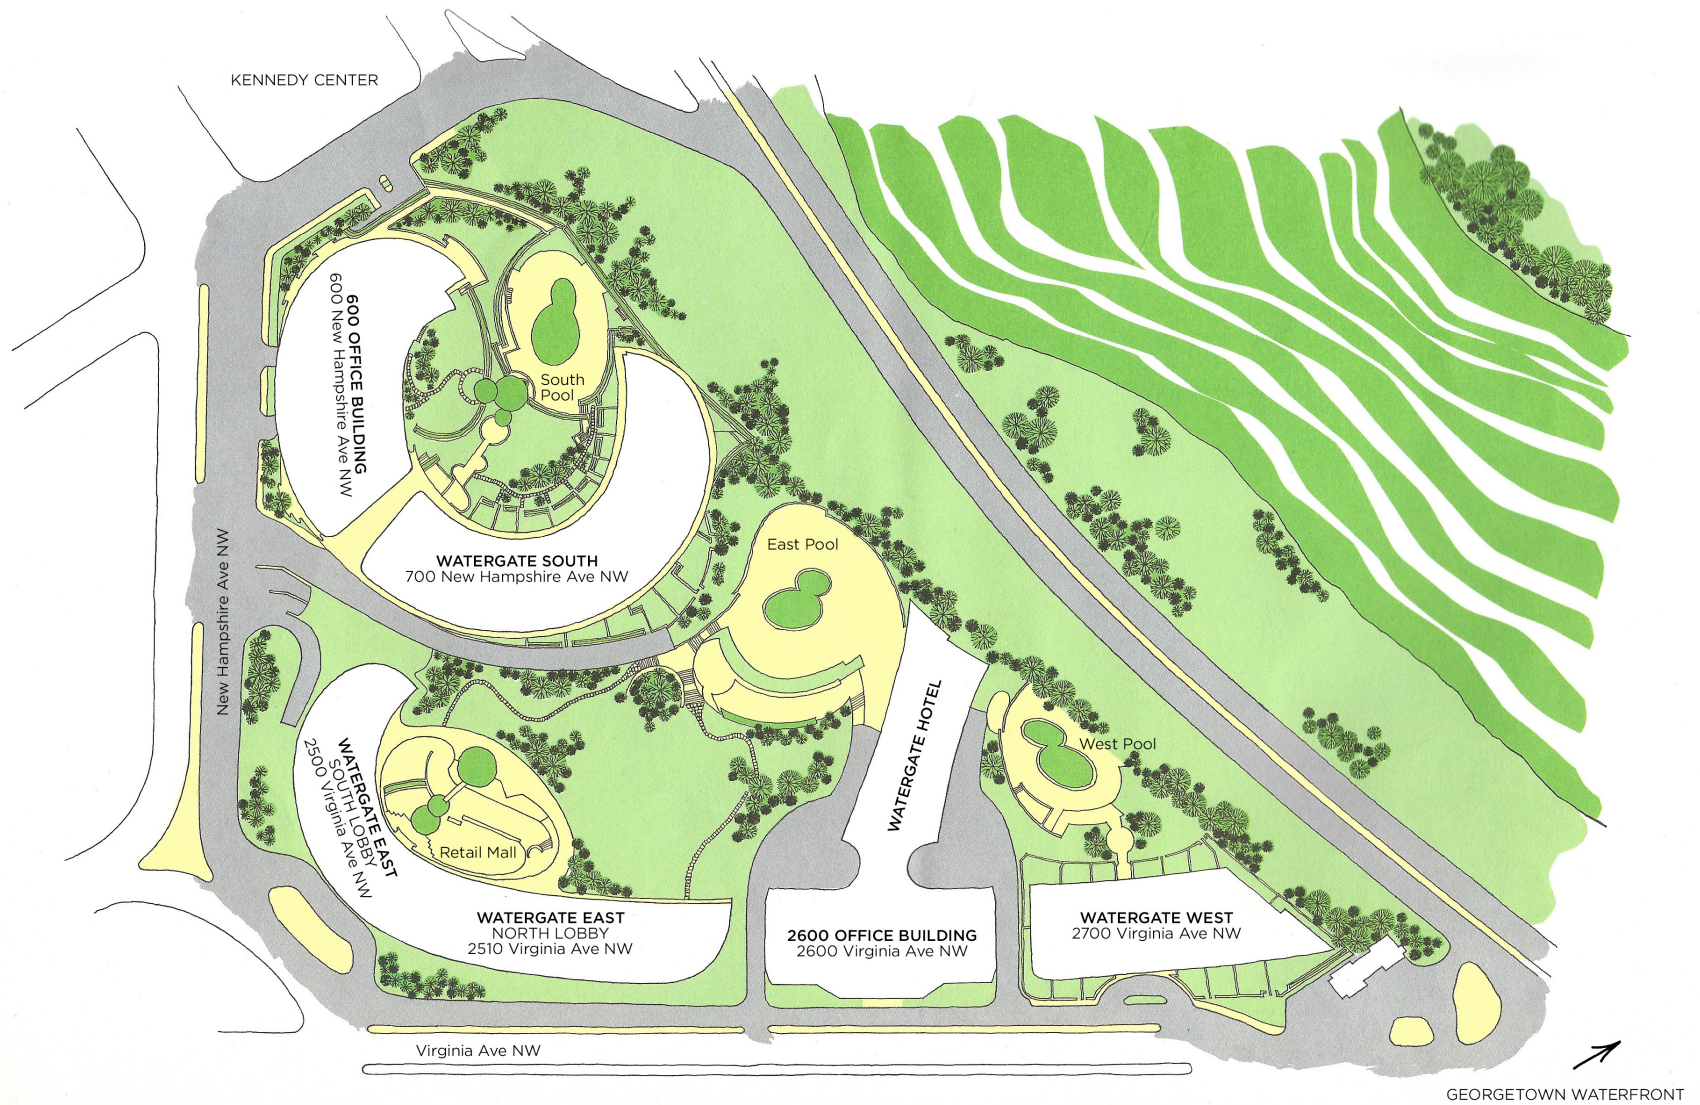 KENNEDY CENTER
600 OFFICE BUILDING
600 New Hampshire Ave NW
South
Pool
WATERGATE SOUTH
700 New Hampshire Ave NW
East Pool
New Hampshire Ave NW
WATERGATE HOTEL
West Pool
WATERGATE EAST
SOUTH LOBBY
2500 Virginia Ave NW
Retail Mall
WATERGATE EAST
NORTH LOBBY
2510 Virginia Ave NW
2600 OFFICE BUILDING
2600 Virginia Ave NW
WATERGATE WEST
2700 Virginia Ave NW
Virginia Ave NW
GEORGETOWN WATERFRONT